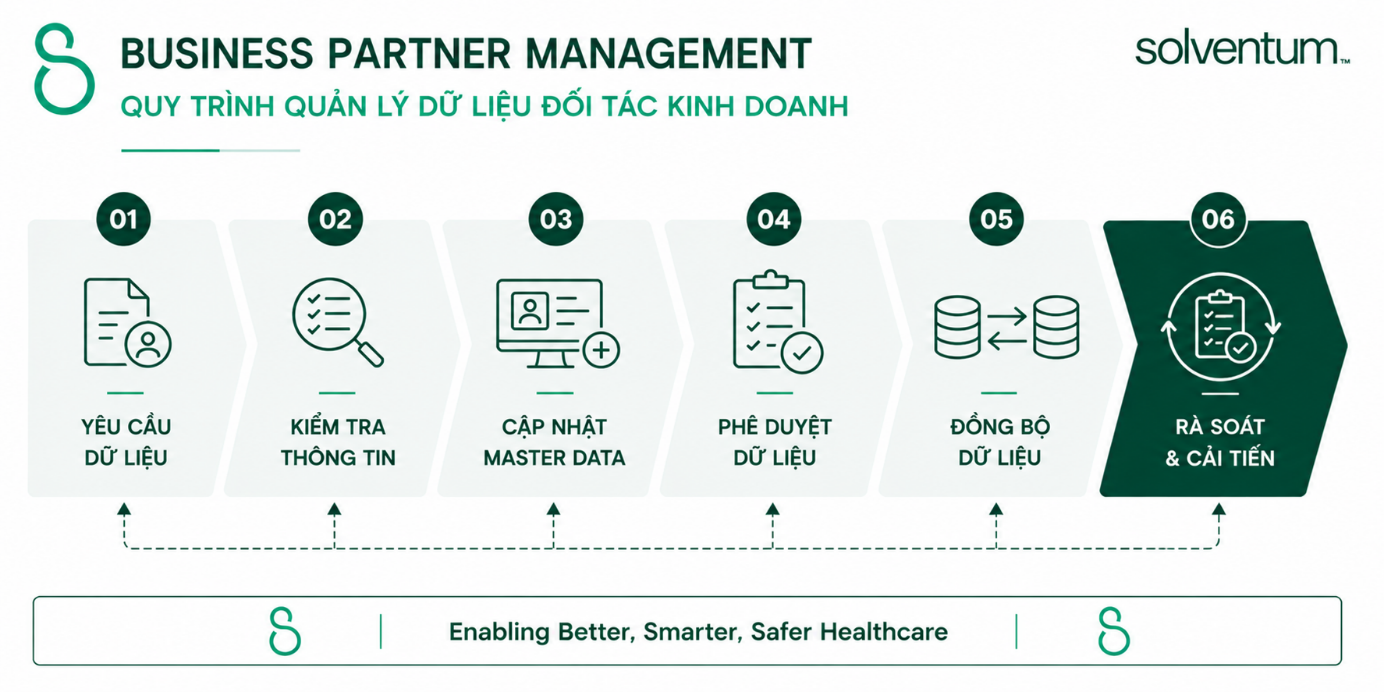 BUSINESS PARTNER MANAGEMENT
solventum™
QUY TRÌNH QUẢN LÝ DỮ LIỆU ĐỐI TÁC KINH DOANH
01
YÊU CẦU
DỮ LIỆU
02
KIỂM TRA
THÔNG TIN
03
CẬP NHẬT
MASTER DATA
04
PHÊ DUYỆT
DỮ LIỆU
05
ĐỒNG BỘ
DỮ LIỆU
06
RÀ SOÁT
& CẢI TIẾN
Enabling Better, Smarter, Safer Healthcare